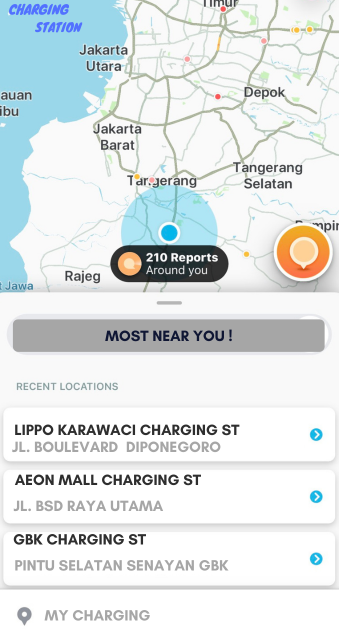 Timur
CHARGING
STATION
Jakarta
Utara
auan
ibu
Depok
Jakarta
Barat
Tangerang
Tangerang
Selatan
210 Reports
Around you
Rajeg
t Jawa
MOST NEAR YOU !
RECENT LOCATIONS
LIPPO KARAWACI CHARGING ST
JL. BOULEVARD DIPONEGORO
AEON MALL CHARGING ST
JL. BSD RAYA UTAMA
GBK CHARGING ST
PINTU SELATAN SENAYAN GBK
MY CHARGING